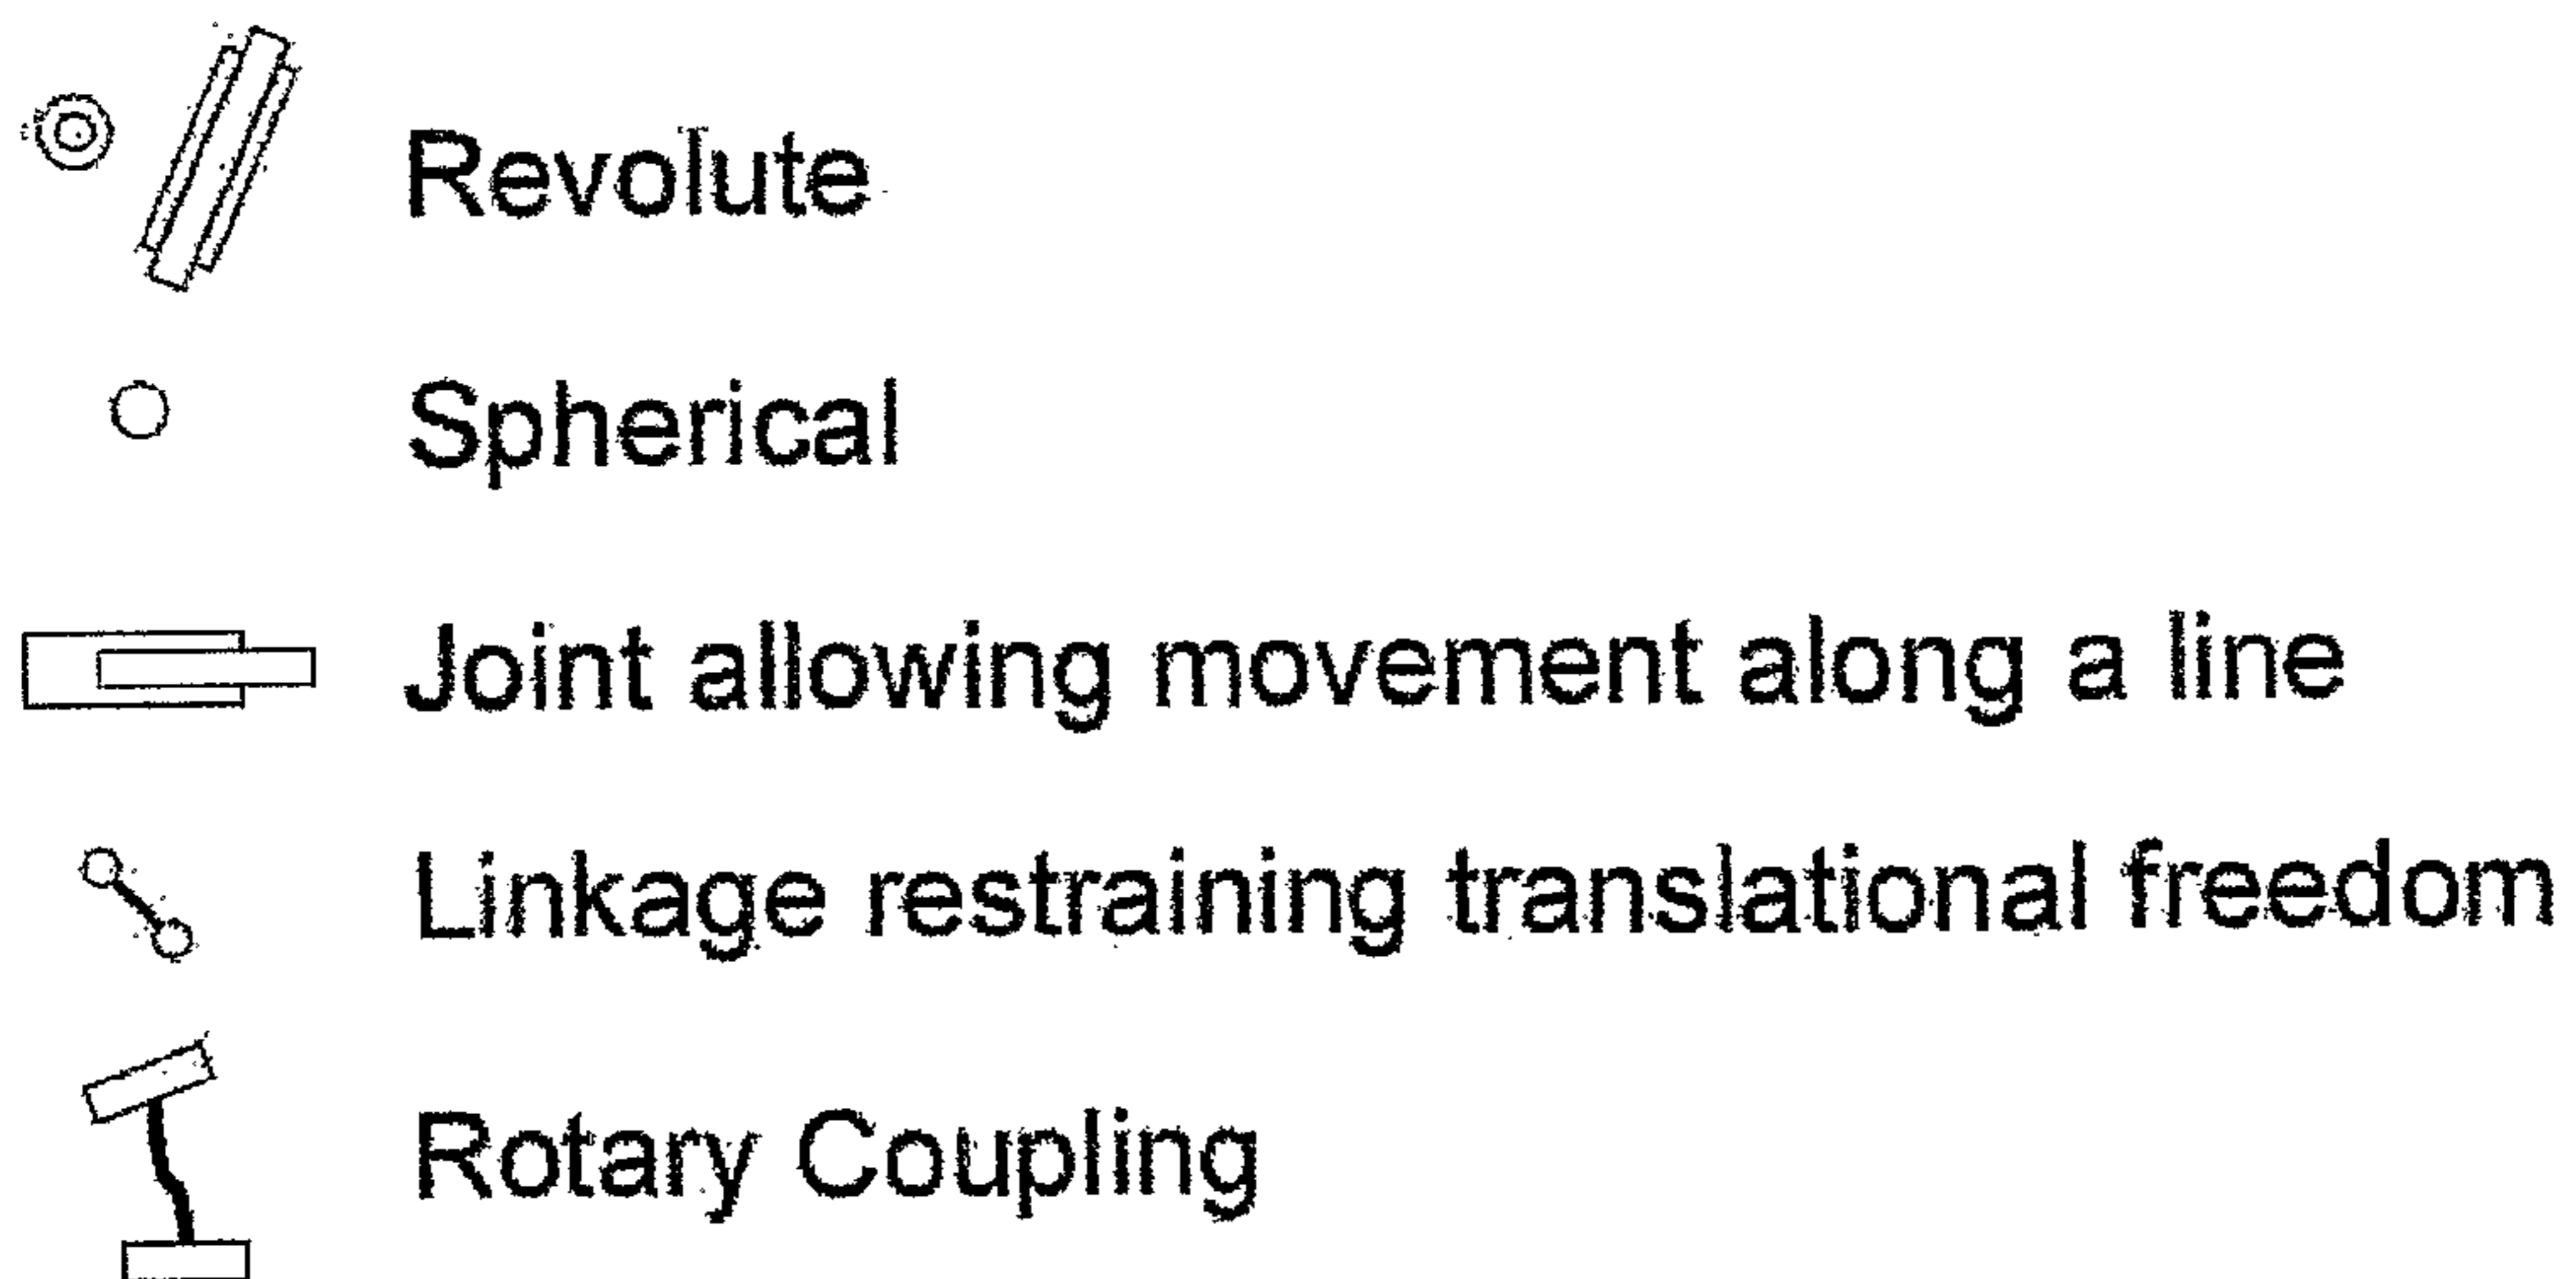 Revolute
Spherical
Joint allowing movement along a line
Linkage restraining translational freedom
Rotary Coupling